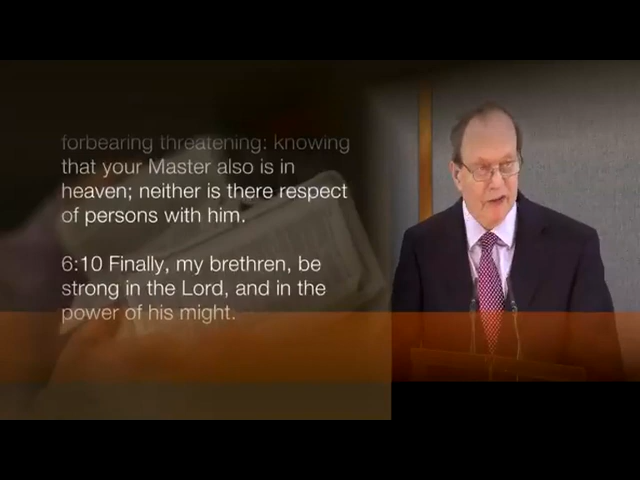 forbearing threatening: knowing
that your Master also is in
heaven; neither is there respect
of persons with him.
6:10 Finally, my brethren, be
strong in the Lord, and in the
power of his might.